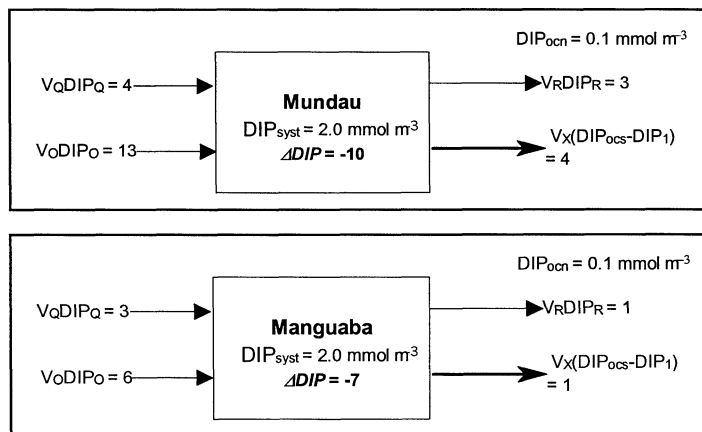 DIPocn = 0.1 mmol m-3
VQDIPQ = 4
VRDIPR = 3
Mundau
DIPsyst = 2.0 mmol m-3
VODIPO = 13
VX(DIPocs-DIP1)
= 4
ΔDIP = -10
DIPocn = 0.1 mmol m-3
VQDIPQ = 3
VRDIPR = 1
Manguaba
DIPsyst = 2.0 mmol m-3
VODIPO = 6
VX(DIPocs-DIP1)
= 1
ΔDIP = -7